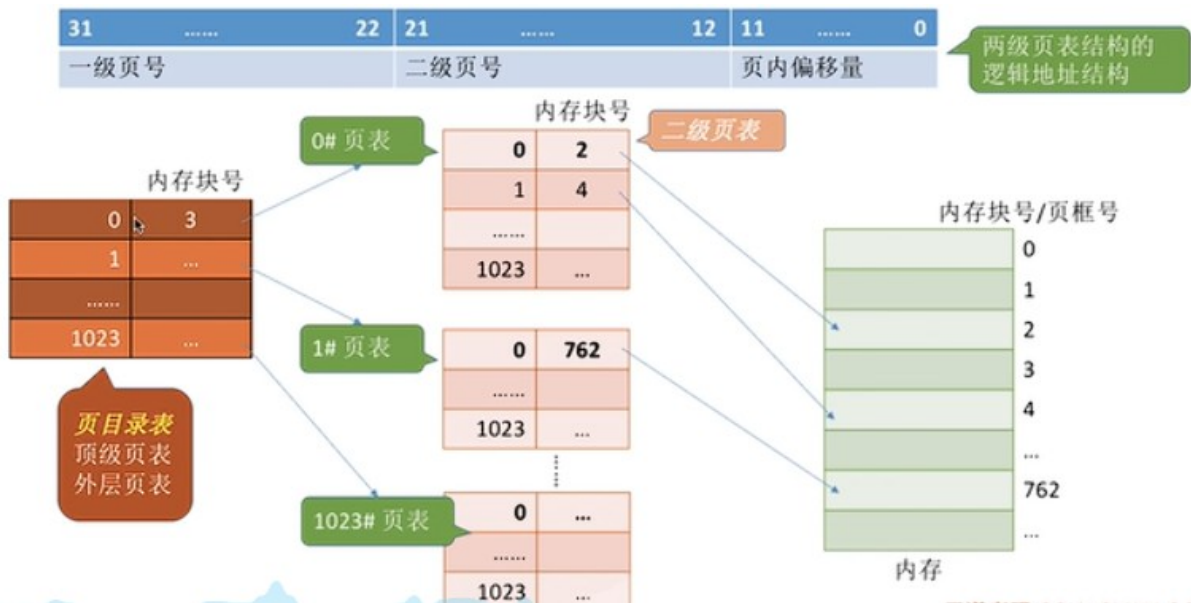 31 …… 22 21 …… 12 11 …… 0
一级页号 二级页号 页内偏移量
两级页表结构的
逻辑地址结构
内存块号
0# 页表
二级页表
0 2
1 4
……
1023 …
内存块号
0 3
1 …
……
1023 …
页目录表
顶级页表
外层页表
1# 页表
0 762
……
1023 …
……
1023# 页表
0 …
……
1023 …
内存块号/页框号
0
1
2
3
4
…
762
…
内存